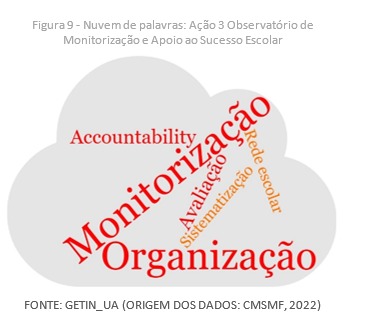 Figura 9 - Nuvem de palavras: Ação 3 Observatório de
Monitorização e Apoio ao Sucesso Escolar
Accountability
Monitorização
Avaliação
Sistematização
Rede escolar
Organização
FONTE: GETIN_UA (ORIGEM DOS DADOS: CMSMF, 2022)